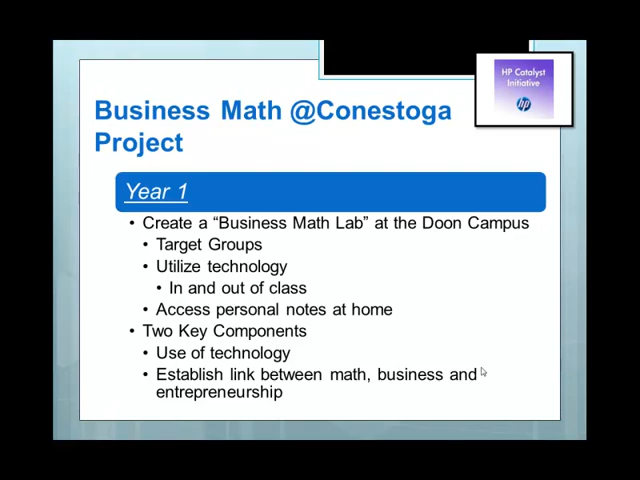 HP Catalyst
Initiative
hp
Business Math @Conestoga
Project
Year 1
• Create a “Business Math Lab” at the Doon Campus
• Target Groups
• Utilize technology
• In and out of class
• Access personal notes at home
• Two Key Components
• Use of technology
• Establish link between math, business and
entrepreneurship